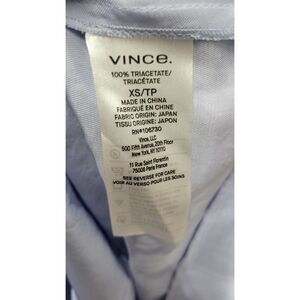 VINCE.
100% TRIACETATE/
TRIACÉTATE
XS/TP
MADE IN CHINA
FABRIQUÉ EN CHINE
FABRIC ORIGIN: JAPAN
TISSU ORIGINE: JAPON
RN#106730
Vince, LLC
500 Fifth Avenue, 20th Floor
New York, NY 10110
11 Rue Saint Florentin
75008 Paris France
SEE REVERSE FOR CARE
VOIR AU VERSO POUR LES SOINS